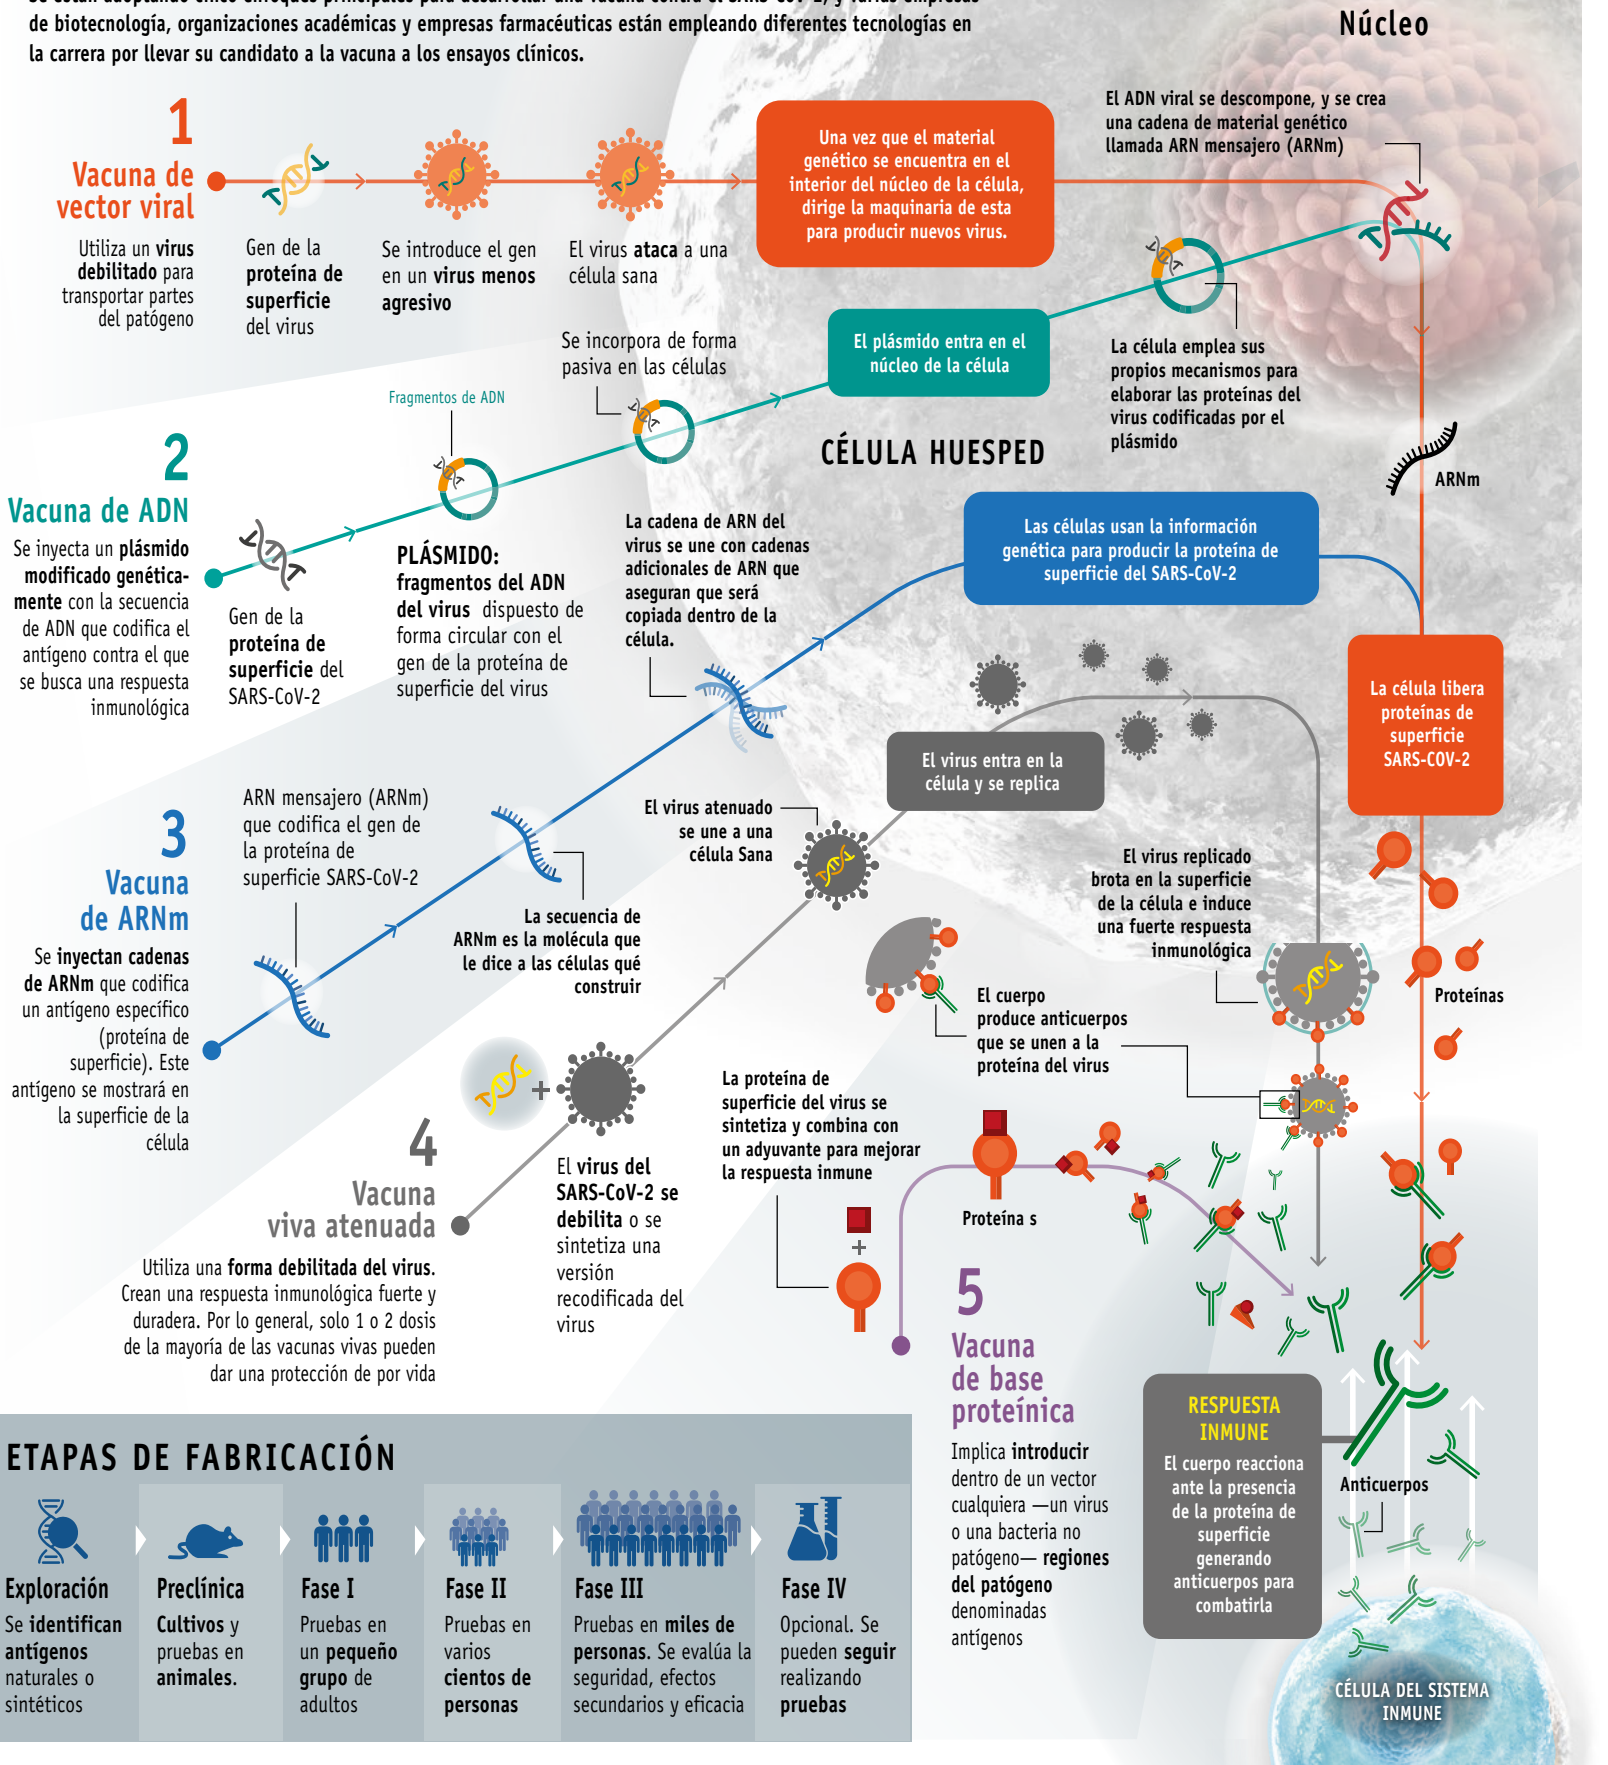 de biotecnología, organizaciones académicas y empresas farmacéuticas están empleando diferentes tecnologías en
la carrera por llevar su candidato a la vacuna a los ensayos clínicos.
Núcleo
El ADN viral se descompone, y se crea
una cadena de material genético
llamada ARN mensajero (ARNm)
1
Vacuna de
vector viral
Utiliza un virus
debilitado para
transportar partes
del patógeno
Gen de la
proteína de
superficie
del virus
Se introduce el gen
en un virus menos
agresivo
El virus ataca a una
célula sana
Una vez que el material
genético se encuentra en el
interior del núcleo de la célula,
dirige la maquinaria de esta
para producir nuevos virus.
2
Vacuna de ADN
Se inyecta un plásmido
modificado genética-
mente con la secuencia
de ADN que codifica el
antígeno contra el que
se busca una respuesta
inmunológica
Gen de la
proteína de
superficie del
SARS-CoV-2
Fragmentos de ADN
PLÁSMIDO:
fragmentos del ADN
del virus dispuesto de
forma circular con el
gen de la proteína de
superficie del virus
Se incorpora de forma
pasiva en las células
El plásmido entra en el
núcleo de la célula
La célula emplea sus
propios mecanismos para
elaborar las proteínas del
virus codificadas por el
plásmido
CÉLULA HUESPED
ARNm
3
Vacuna
de ARNm
Se inyectan cadenas
de ARNm que codifica
un antígeno específico
(proteína de
superficie). Este
antígeno se mostrará en
la superficie de la
célula
ARN mensajero (ARNm)
que codifica el gen de
la proteína de
superficie SARS-CoV-2
La secuencia de
ARNm es la molécula que
le dice a las células qué
construir
La cadena de ARN del
virus se une con cadenas
adicionales de ARN que
aseguran que será
copiada dentro de la
célula.
Las células usan la información
genética para producir la proteína de
superficie del SARS-CoV-2
La célula libera
proteínas de
superficie
SARS-COV-2
Proteínas
4
Vacuna
viva atenuada
Utiliza una forma debilitada del virus.
Crean una respuesta inmunológica fuerte y
duradera. Por lo general, solo 1 o 2 dosis
de la mayoría de las vacunas vivas pueden
dar una protección de por vida
+
El virus del
SARS-CoV-2 se
debilita o se
sintetiza una
versión
recodificada del
virus
El virus atenuado
se une a una
célula Sana
El virus entra en la
célula y se replica
El virus replicado
brota en la superficie
de la célula e induce
una fuerte respuesta
inmunológica
El cuerpo
produce anticuerpos
que se unen a la
proteína del virus
La proteína de
superficie del virus se
sintetiza y combina con
un adyuvante para mejorar
la respuesta inmune
+
Proteína s
5
Vacuna
de base
proteínica
Implica introducir
dentro de un vector
cualquiera —un virus
o una bacteria no
patógeno— regiones
del patógeno
denominadas
antígenos
RESPUESTA
INMUNE
El cuerpo reacciona
ante la presencia
de la proteína de
superficie
generando
anticuerpos para
combatirla
Anticuerpos
CÉLULA DEL SISTEMA
INMUNE
ETAPAS DE FABRICACIÓN
Exploración
Se identifican
antígenos
naturales o
sintéticos
Preclínica
Cultivos y
pruebas en
animales.
Fase I
Pruebas en
un pequeño
grupo de
adultos
Fase II
Pruebas en
varios
cientos de
personas
Fase III
Pruebas en miles de
personas. Se evalúa la
seguridad, efectos
secundarios y eficacia
Fase IV
Opcional. Se
pueden seguir
realizando
pruebas